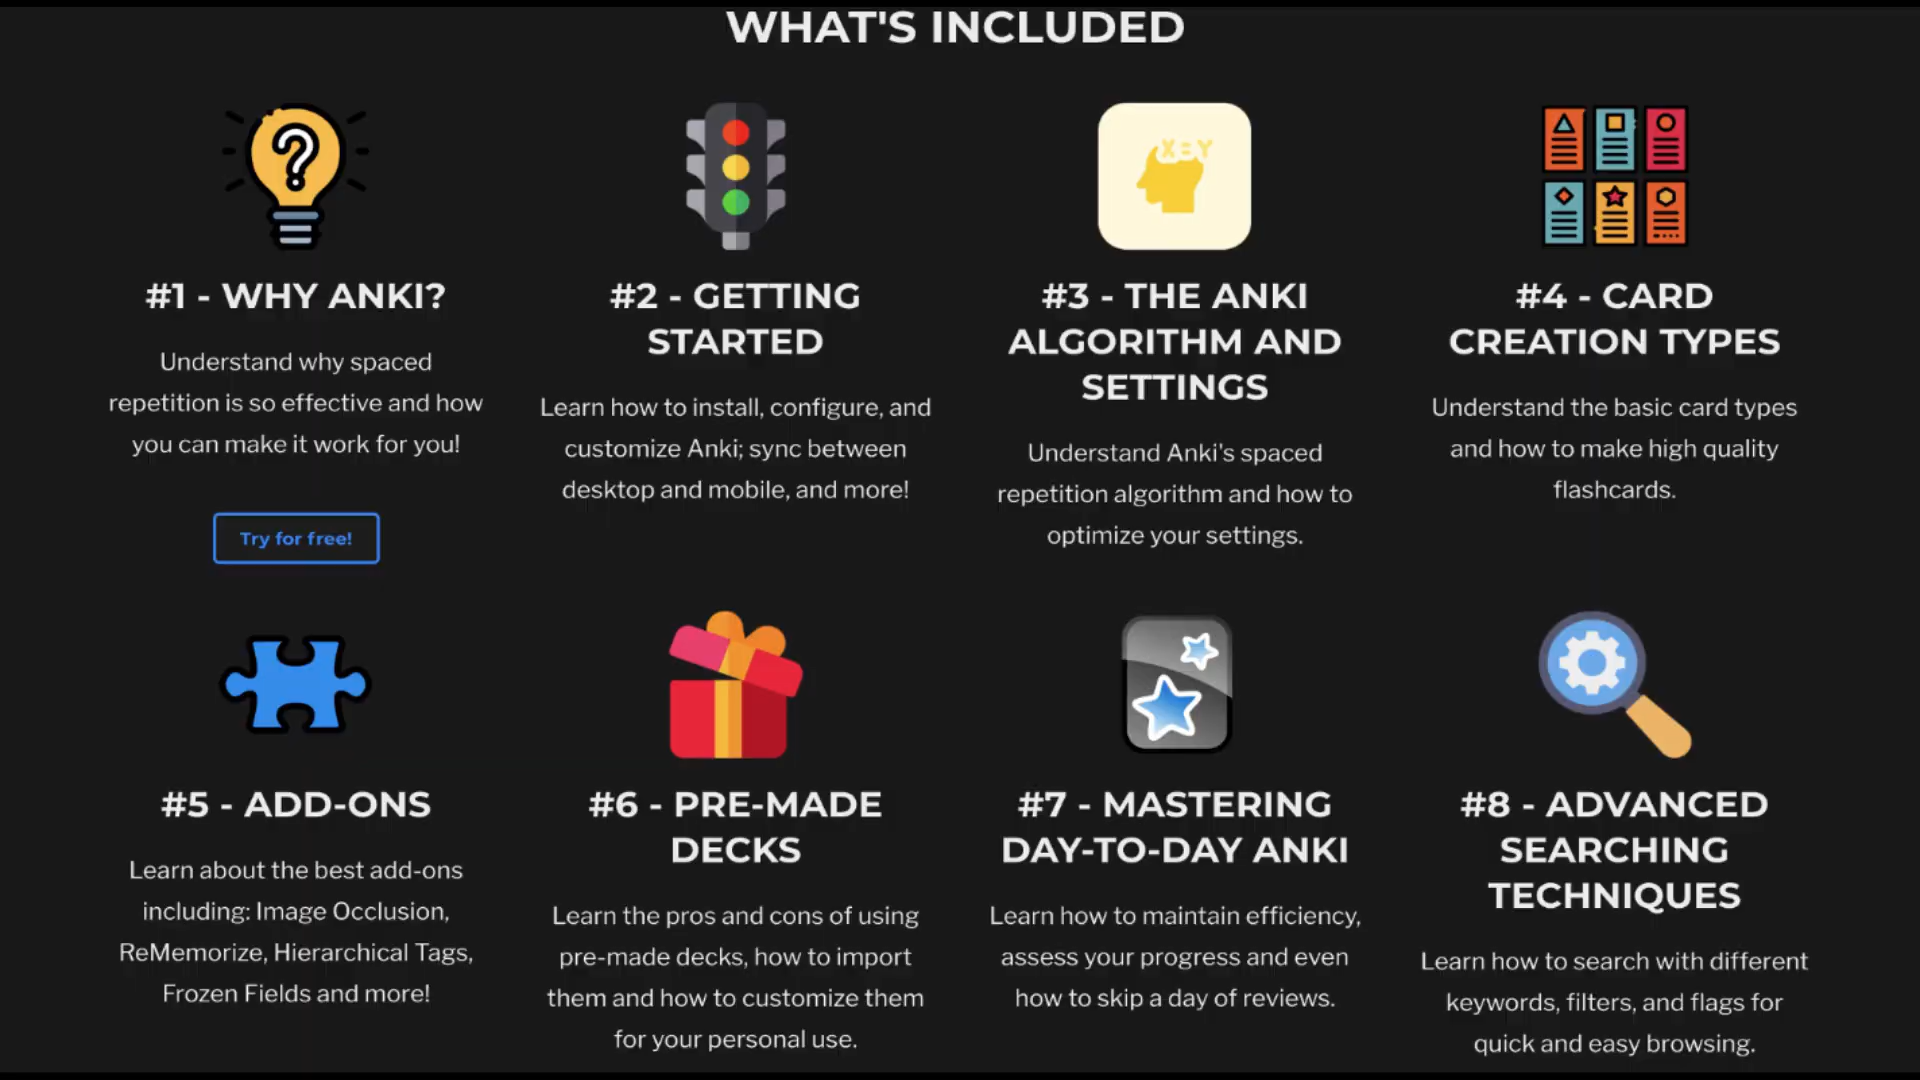 WHAT'S INCLUDED
?
X = Y
#1 - WHY ANKI?
Understand why spaced
repetition is so effective and how
you can make it work for you!
Try for free!
#2 - GETTING
STARTED
Learn how to install, configure, and
customize Anki; sync between
desktop and mobile, and more!
#3 - THE ANKI
ALGORITHM AND
SETTINGS
Understand Anki's spaced
repetition algorithm and how to
optimize your settings.
#4 - CARD
CREATION TYPES
Understand the basic card types
and how to make high quality
flashcards.
#5 - ADD-ONS
Learn about the best add-ons
including: Image Occlusion,
ReMemorize, Hierarchical Tags,
Frozen Fields and more!
#6 - PRE-MADE
DECKS
Learn the pros and cons of using
pre-made decks, how to import
them and how to customize them
for your personal use.
#7 - MASTERING
DAY-TO-DAY ANKI
Learn how to maintain efficiency,
assess your progress and even
how to skip a day of reviews.
#8 - ADVANCED
SEARCHING
TECHNIQUES
Learn how to search with different
keywords, filters, and flags for
quick and easy browsing.